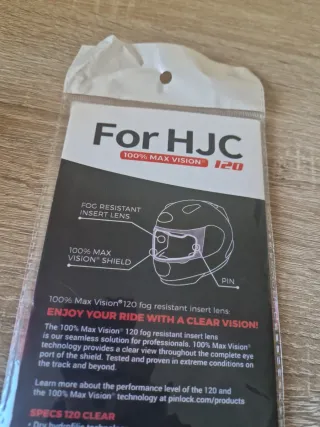 For HJC
100% MAX VISION® 120
FOG RESISTANT
INSERT LENS
100% MAX
VISION® SHIELD
PIN
100% Max Vision® 120 fog resistant insert lens:
ENJOY YOUR RIDE WITH A CLEAR VISION!
The 100% Max Vision® 120 fog resistant insert lens
is our seamless solution for professionals. 100% Max Vision®
technology provides a clear view throughout the complete eye
port of the shield. Tested and proven in extreme conditions on
the track and beyond.
Learn more about the performance level of the 120 and
the 100% Max Vision® technology at pinlock.com/products
SPECS 120 CLEAR